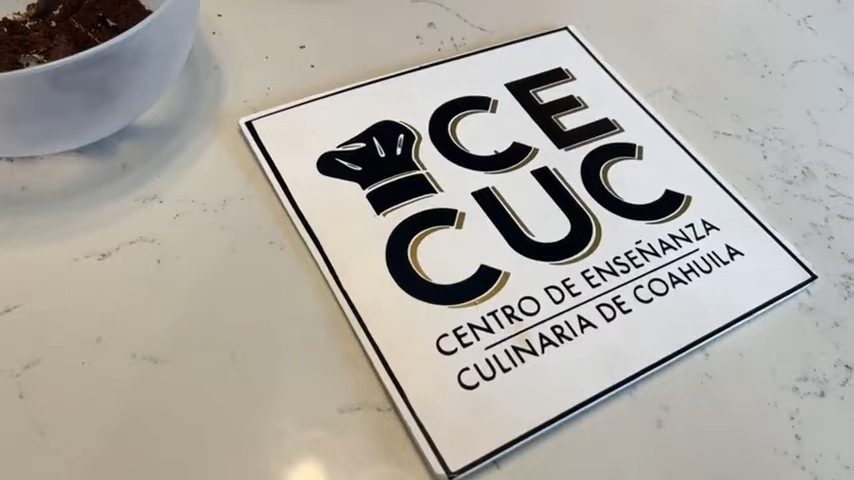 CE
CUC
CENTRO DE ENSEÑANZA
CULINARIA DE COAHUILA